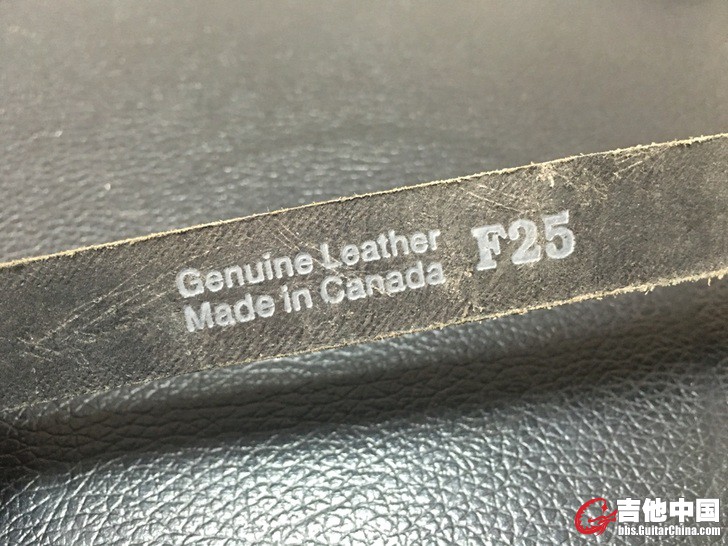 Genuine Leather
Made in Canada
F25
吉他中国
bbs.GuitarChina.com